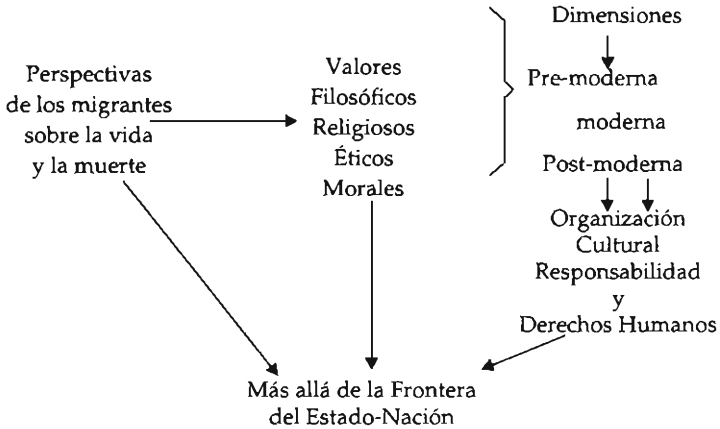 Perspectivas
de los migrantes
sobre la vida
y la muerte
Valores
Filosóficos
Religiosos
Éticos
Morales
Dimensiones
Pre-moderna
moderna
Post-moderna
Organización
Cultural
Responsabilidad
y
Derechos Humanos
Más allá de la Frontera
del Estado-Nación